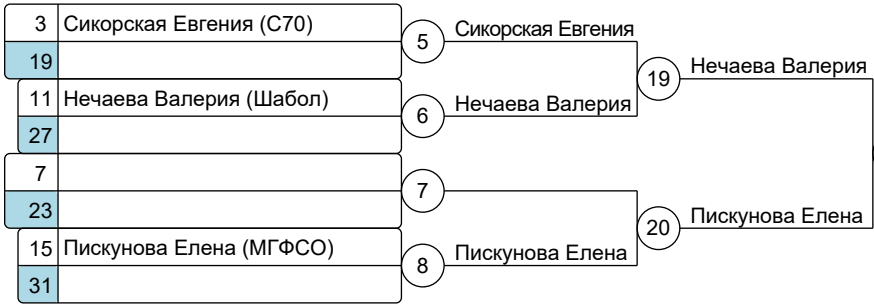 3 Сикорская Евгения (С70)
19
5 Сикорская Евгения
11 Нечаева Валерия (Шабол)
27
6 Нечаева Валерия
19 Нечаева Валерия
7
23
7
15 Пискунова Елена (МГФСО)
31
8 Пискунова Елена
20 Пискунова Елена